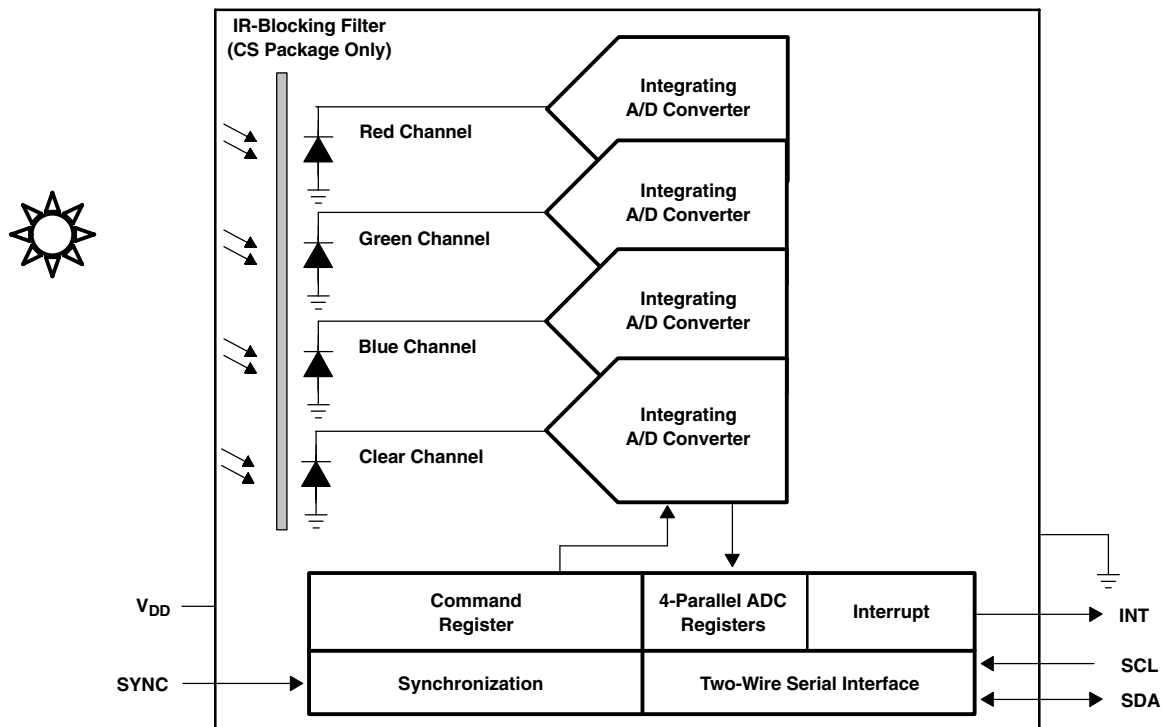 IR-Blocking Filter
(CS Package Only)
Integrating
A/D Converter
Red Channel
Integrating
A/D Converter
Green Channel
Integrating
A/D Converter
Blue Channel
Integrating
A/D Converter
Clear Channel
VDD
Command
Register
4-Parallel ADC
Registers
Interrupt
INT
SYNC
Synchronization
Two-Wire Serial Interface
SCL
SDA